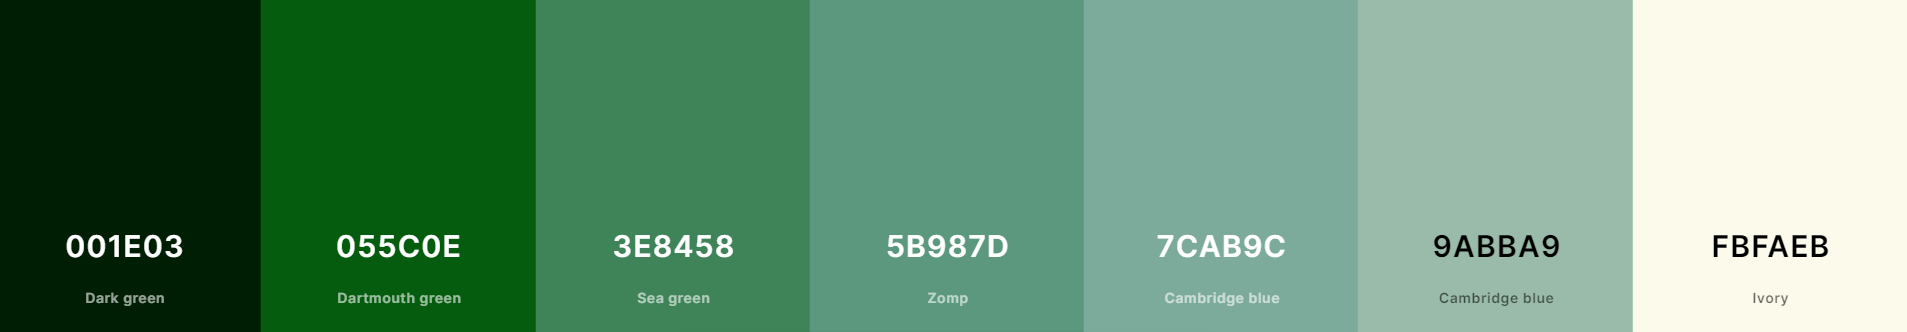 001E03 055C0E 3E8458 5B987D 7CAB9C 9ABBA9 FBFAEB
Dark green Dartmouth green Sea green Zomp Cambridge blue Cambridge blue Ivory